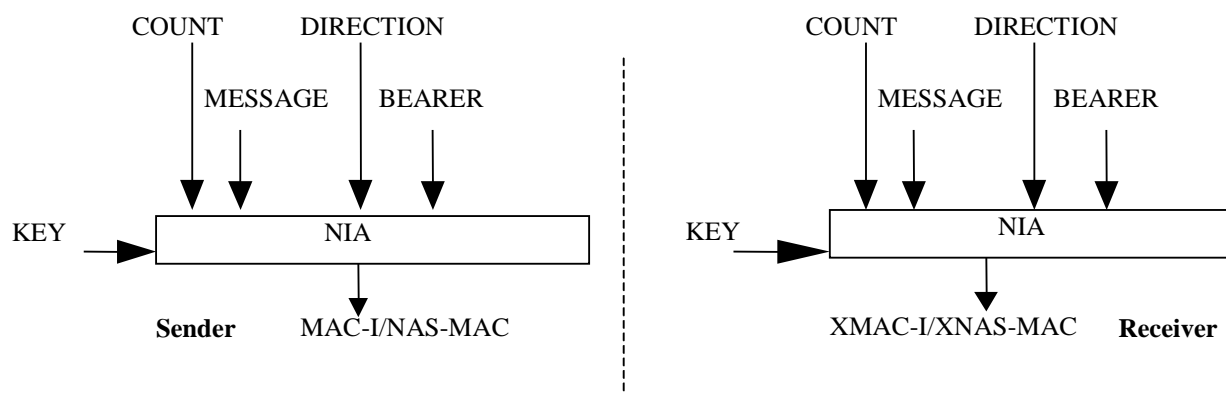 COUNT DIRECTION
MESSAGE BEARER
KEY NIA
Sender MAC-I/NAS-MAC
COUNT DIRECTION
MESSAGE BEARER
KEY NIA
XMAC-I/XNAS-MAC Receiver